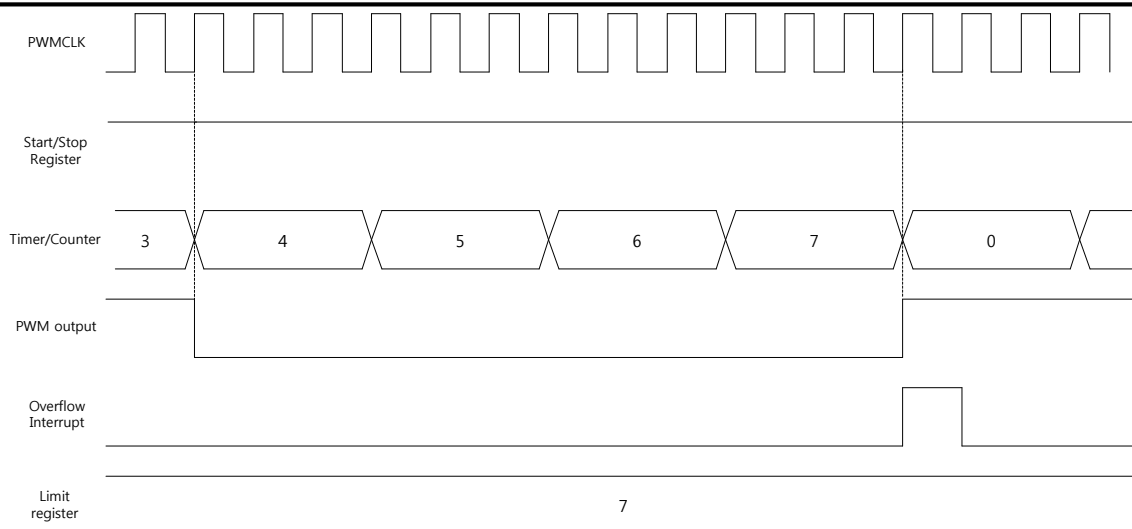 PWMCLK
Start/Stop
Register
Timer/Counter 3 4 5 6 7 0
PWM output
Overflow
Interrupt
Limit
register
7